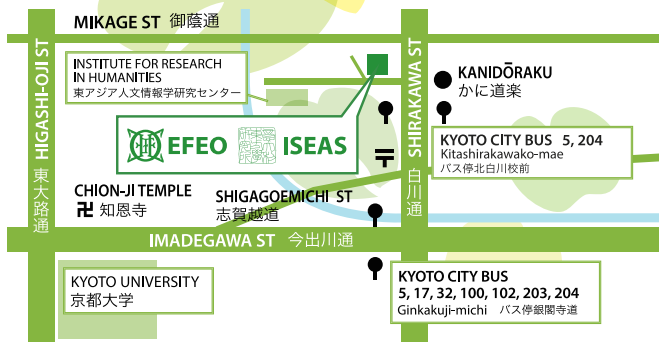 MIKAGE ST 御蔭通
HIGASHI-OJI ST
東大路通
INSTITUTE FOR RESEARCH
IN HUMANITIES
東アジア人文情報学研究センター
SHIRAKAWA ST
白川通
KANIDŌRAKU
かに道楽
EFEO ISEAS
KYOTO CITY BUS 5, 204
Kitashirakawako-mae
バス停北白川校前
CHION-JI TEMPLE
卍 知恩寺
SHIGAGOEMICHI ST
志賀越道
〒
IMADEGAWA ST 今出川通
KYOTO UNIVERSITY
京都大学
KYOTO CITY BUS
5, 17, 32, 100, 102, 203, 204
Ginkakuji-michi バス停銀閣寺道